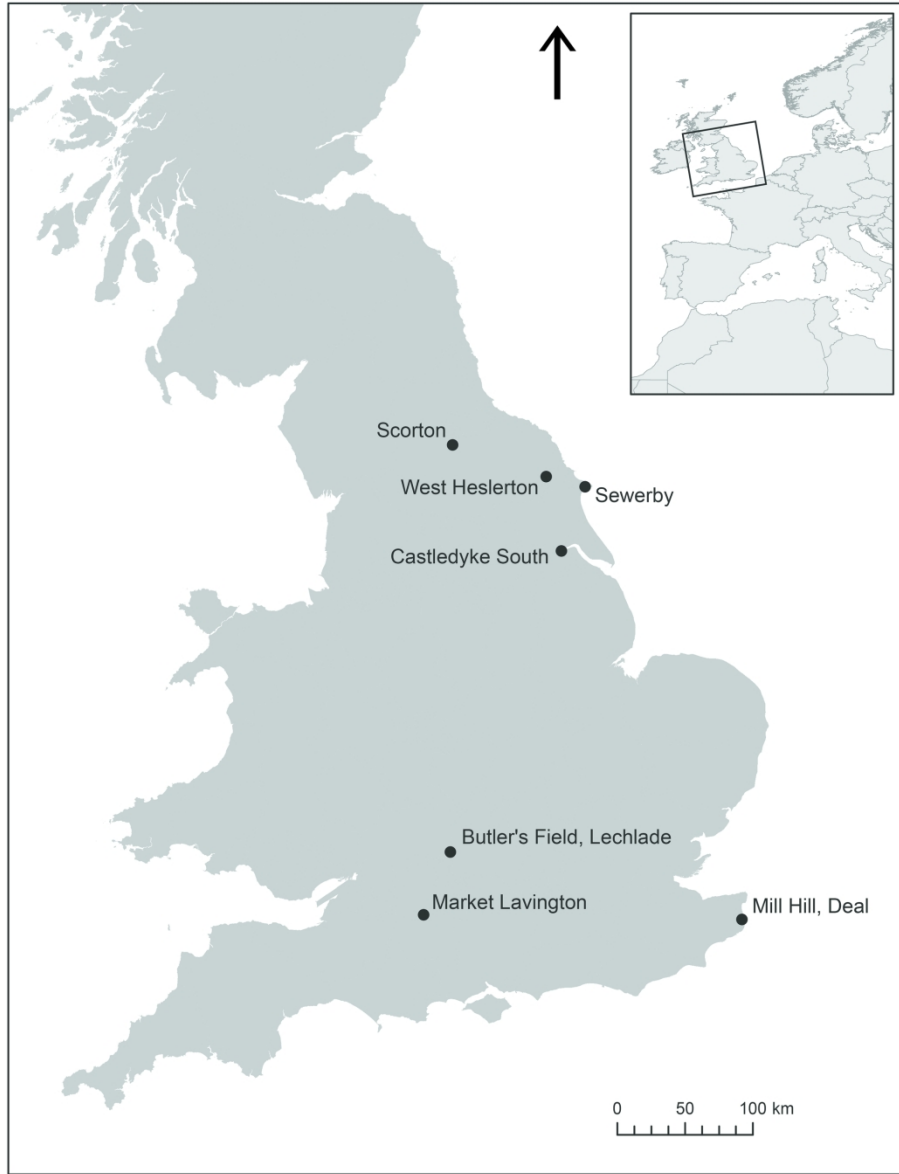 Scorton
West Heslerton
Sewerby
Castledyke South
Butler's Field, Lechlade
Market Lavington
Mill Hill, Deal
0 50 100 km